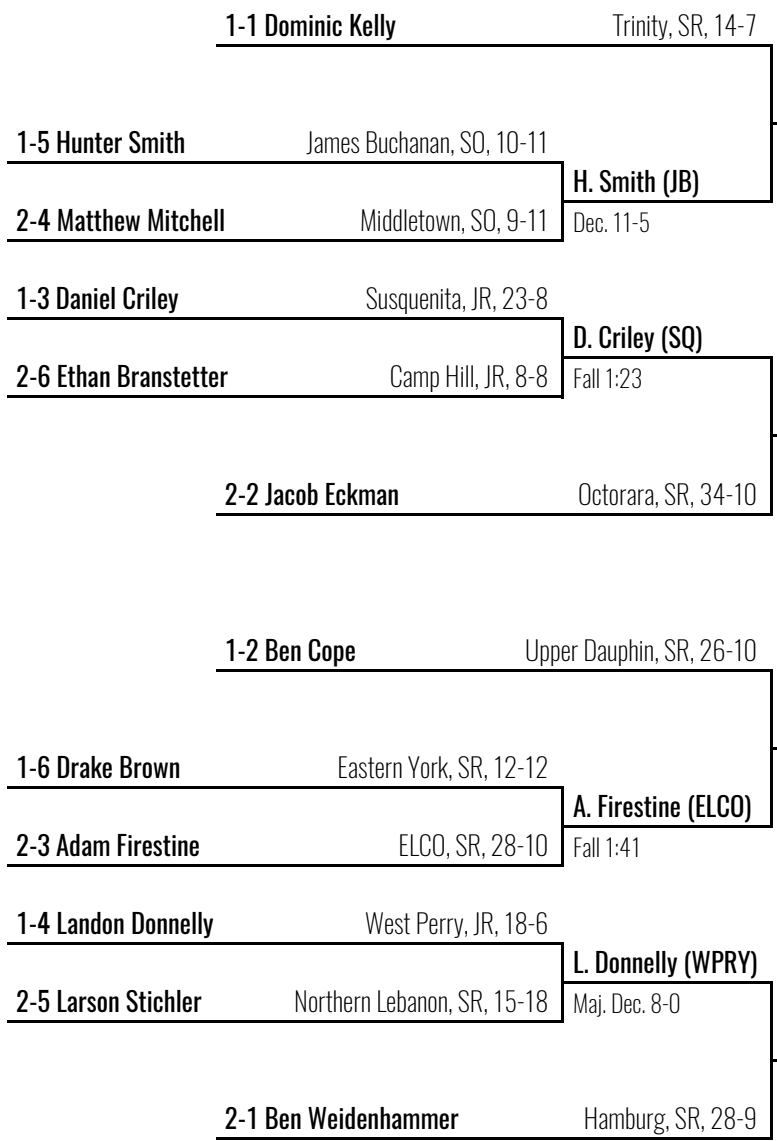 1-1 Dominic Kelly Trinity, SR, 14-7
1-5 Hunter Smith James Buchanan, SO, 10-11
H. Smith (JB)
2-4 Matthew Mitchell Middletown, SO, 9-11
Dec. 11-5
1-3 Daniel Criley Susquenita, JR, 23-8
D. Criley (SQ)
2-6 Ethan Branstetter Camp Hill, JR, 8-8
Fall 1:23
2-2 Jacob Eckman Octorara, SR, 34-10
1-2 Ben Cope Upper Dauphin, SR, 26-10
1-6 Drake Brown Eastern York, SR, 12-12
A. Firestine (ELCO)
2-3 Adam Firestine ELCO, SR, 28-10
Fall 1:41
1-4 Landon Donnelly West Perry, JR, 18-6
L. Donnelly (WPRY)
2-5 Larson Stichler Northern Lebanon, SR, 15-18
Maj. Dec. 8-0
2-1 Ben Weidenhammer Hamburg, SR, 28-9